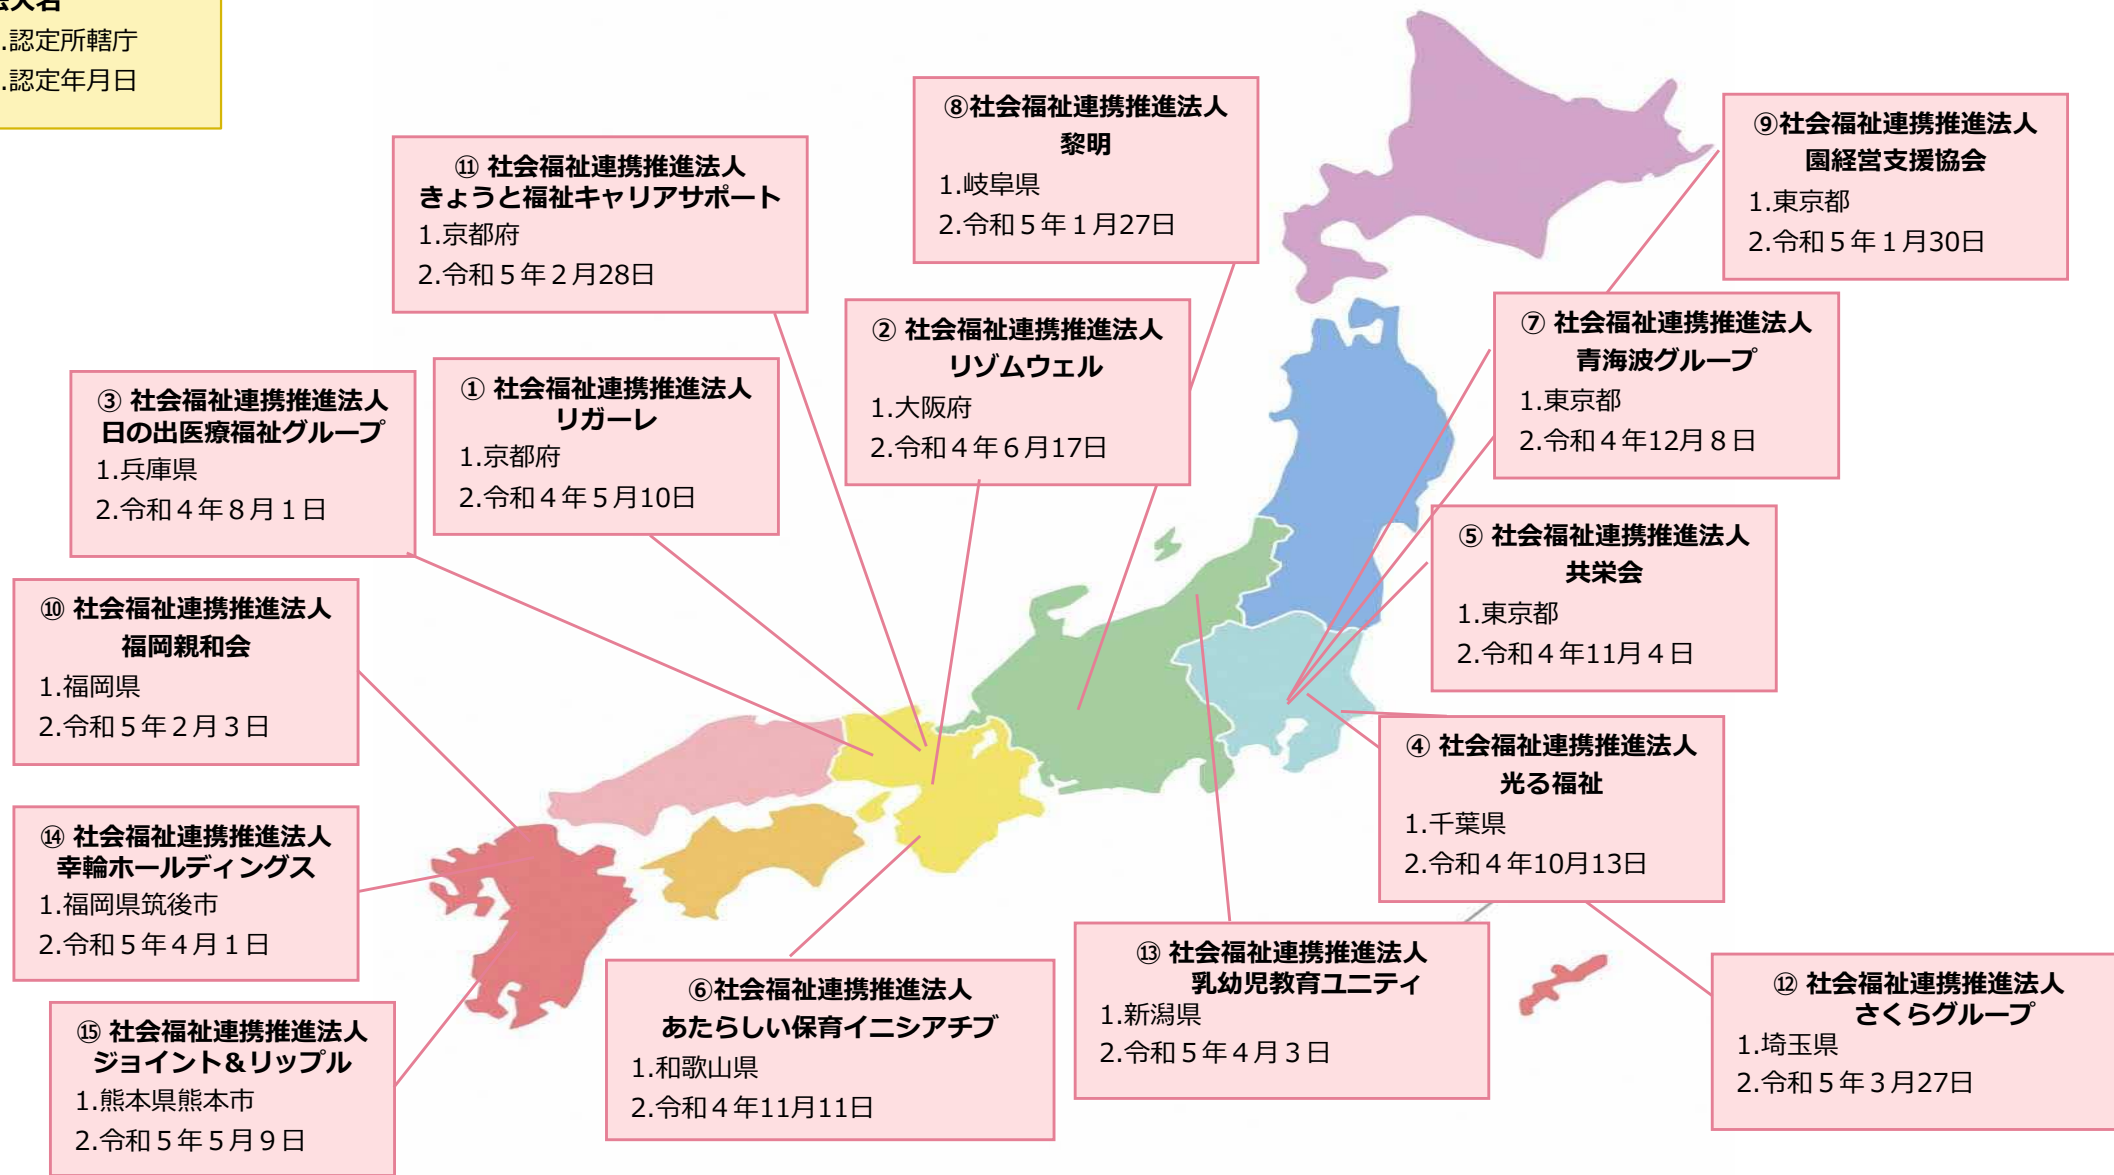 法人名
.認定所轄庁
.認定年月日
⑧社会福祉連携推進法人
黎明
1.岐阜県
2.令和５年１月27日
⑨社会福祉連携推進法人
園経営支援協会
1.東京都
2.令和５年１月30日
⑪ 社会福祉連携推進法人
きょうと福祉キャリアサポート
1.京都府
2.令和５年２月28日
② 社会福祉連携推進法人
リゾムウェル
1.大阪府
2.令和４年６月17日
⑦ 社会福祉連携推進法人
青海波グループ
1.東京都
2.令和４年12月８日
③ 社会福祉連携推進法人
日の出医療福祉グループ
1.兵庫県
2.令和４年８月１日
① 社会福祉連携推進法人
リガーレ
1.京都府
2.令和４年５月10日
⑤ 社会福祉連携推進法人
共栄会
1.東京都
2.令和４年11月４日
⑩ 社会福祉連携推進法人
福岡親和会
1.福岡県
2.令和５年２月３日
④ 社会福祉連携推進法人
光る福祉
1.千葉県
2.令和４年10月13日
⑭ 社会福祉連携推進法人
幸輪ホールディングス
1.福岡県筑後市
2.令和５年４月１日
⑬ 社会福祉連携推進法人
乳幼児教育ユニティ
1.新潟県
2.令和５年４月３日
⑥社会福祉連携推進法人
あたらしい保育イニシアチブ
1.和歌山県
2.令和４年11月11日
⑫ 社会福祉連携推進法人
さくらグループ
1.埼玉県
2.令和５年３月27日
⑮ 社会福祉連携推進法人
ジョイント＆リップル
1.熊本県熊本市
2.令和５年５月９日